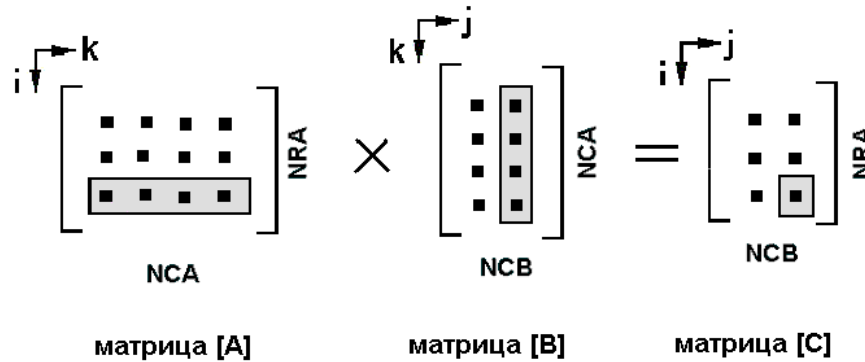 k
i
j
k
j
i
NRA
NCA
NRA
×
=
NCA
NCB
NCB
матрица [A]
матрица [B]
матрица [C]